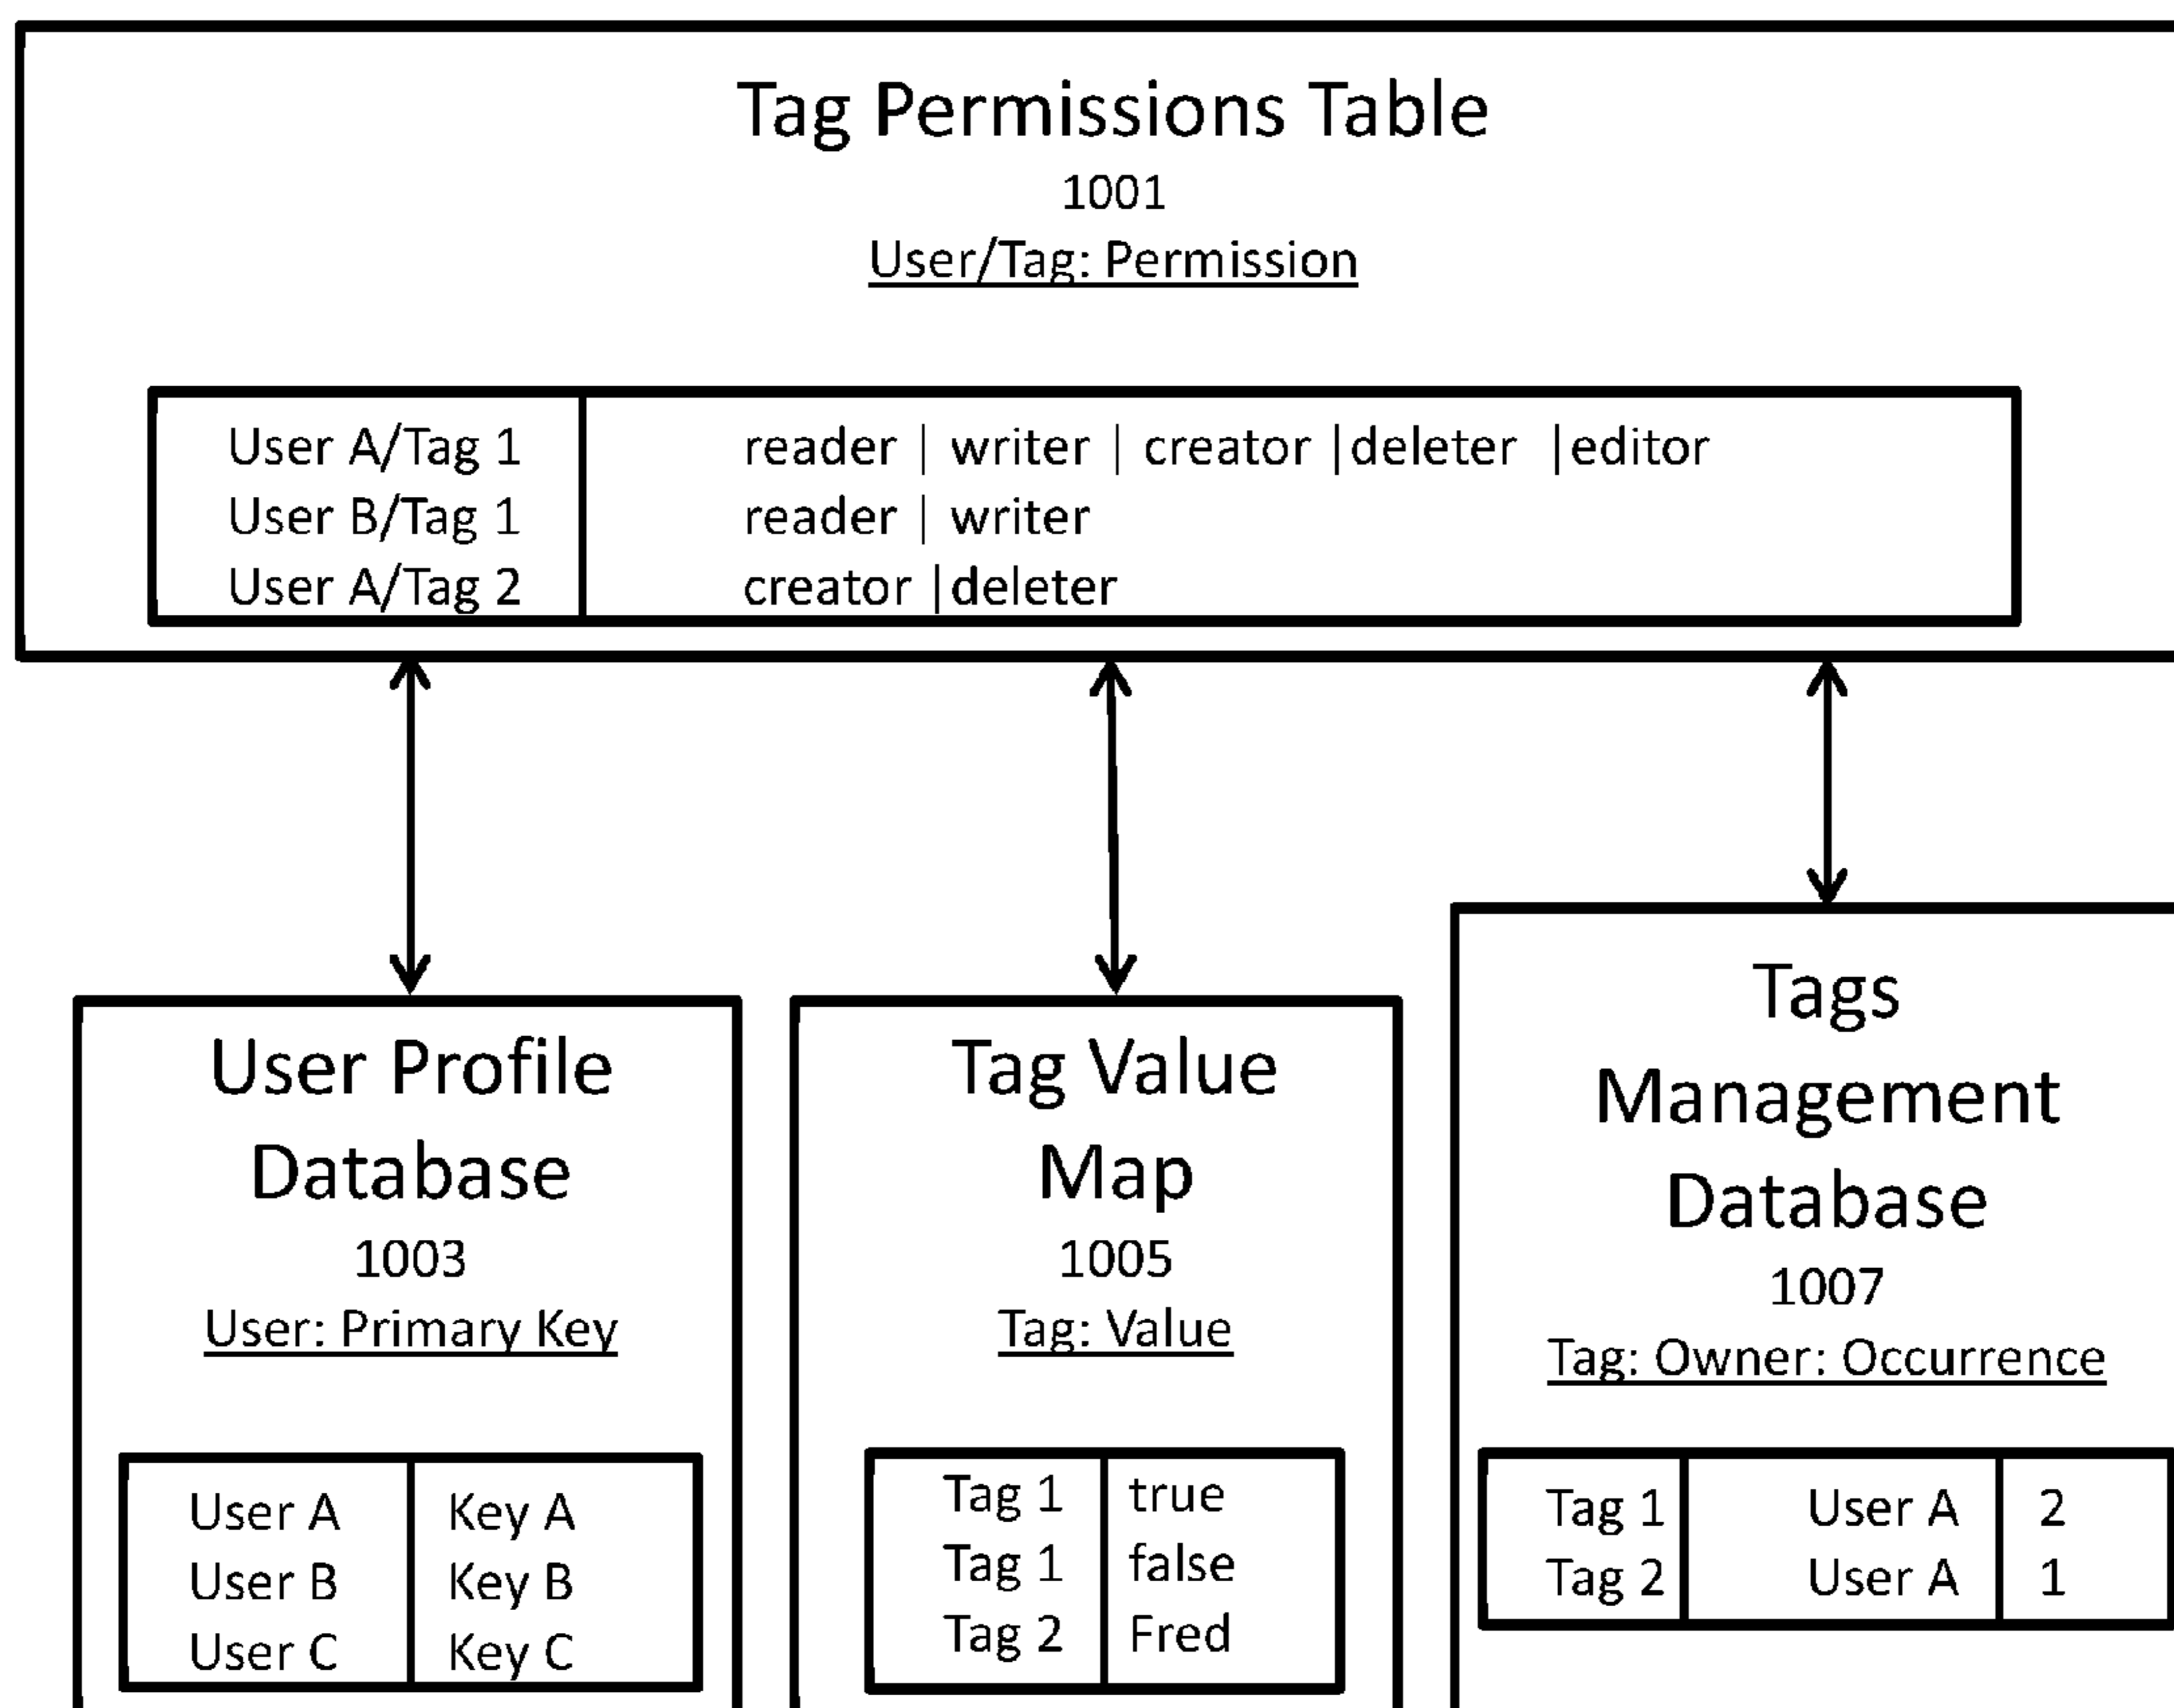 Tag Permissions Table
1001
User/Tag: Permission
User A/Tag 1 reader | writer | creator |deleter |editor
User B/Tag 1 reader | writer
User A/Tag 2 creator |deleter
User Profile
Database
1003
User: Primary Key
User A Key A
User B Key B
User C Key C
Tag Value
Map
1005
Tag: Value
Tag 1 true
Tag 1 false
Tag 2 Fred
Tags
Management
Database
1007
Tag: Owner: Occurrence
Tag 1 User A 2
Tag 2 User A 1